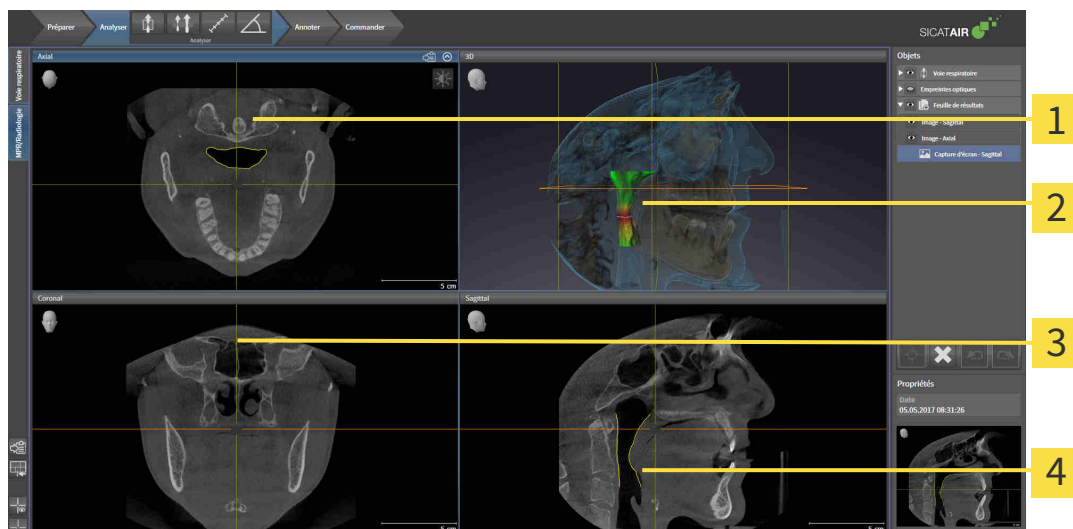 Préparer Analyser Annoter Commander
Analyser
SICATAIR
Voie respiratoire
MPR/Radiologie
Axial
3D
Objets
Voie respiratoire
Empreintes optiques
Feuille de résultats
Image - Sagittal
Image - Axial
Capture d'écran - Sagittal
1
2
5 cm
Coronal
Sagittal
3
Propriétés
Date
05.05.2017 08:31:26
4
5 cm
5 cm